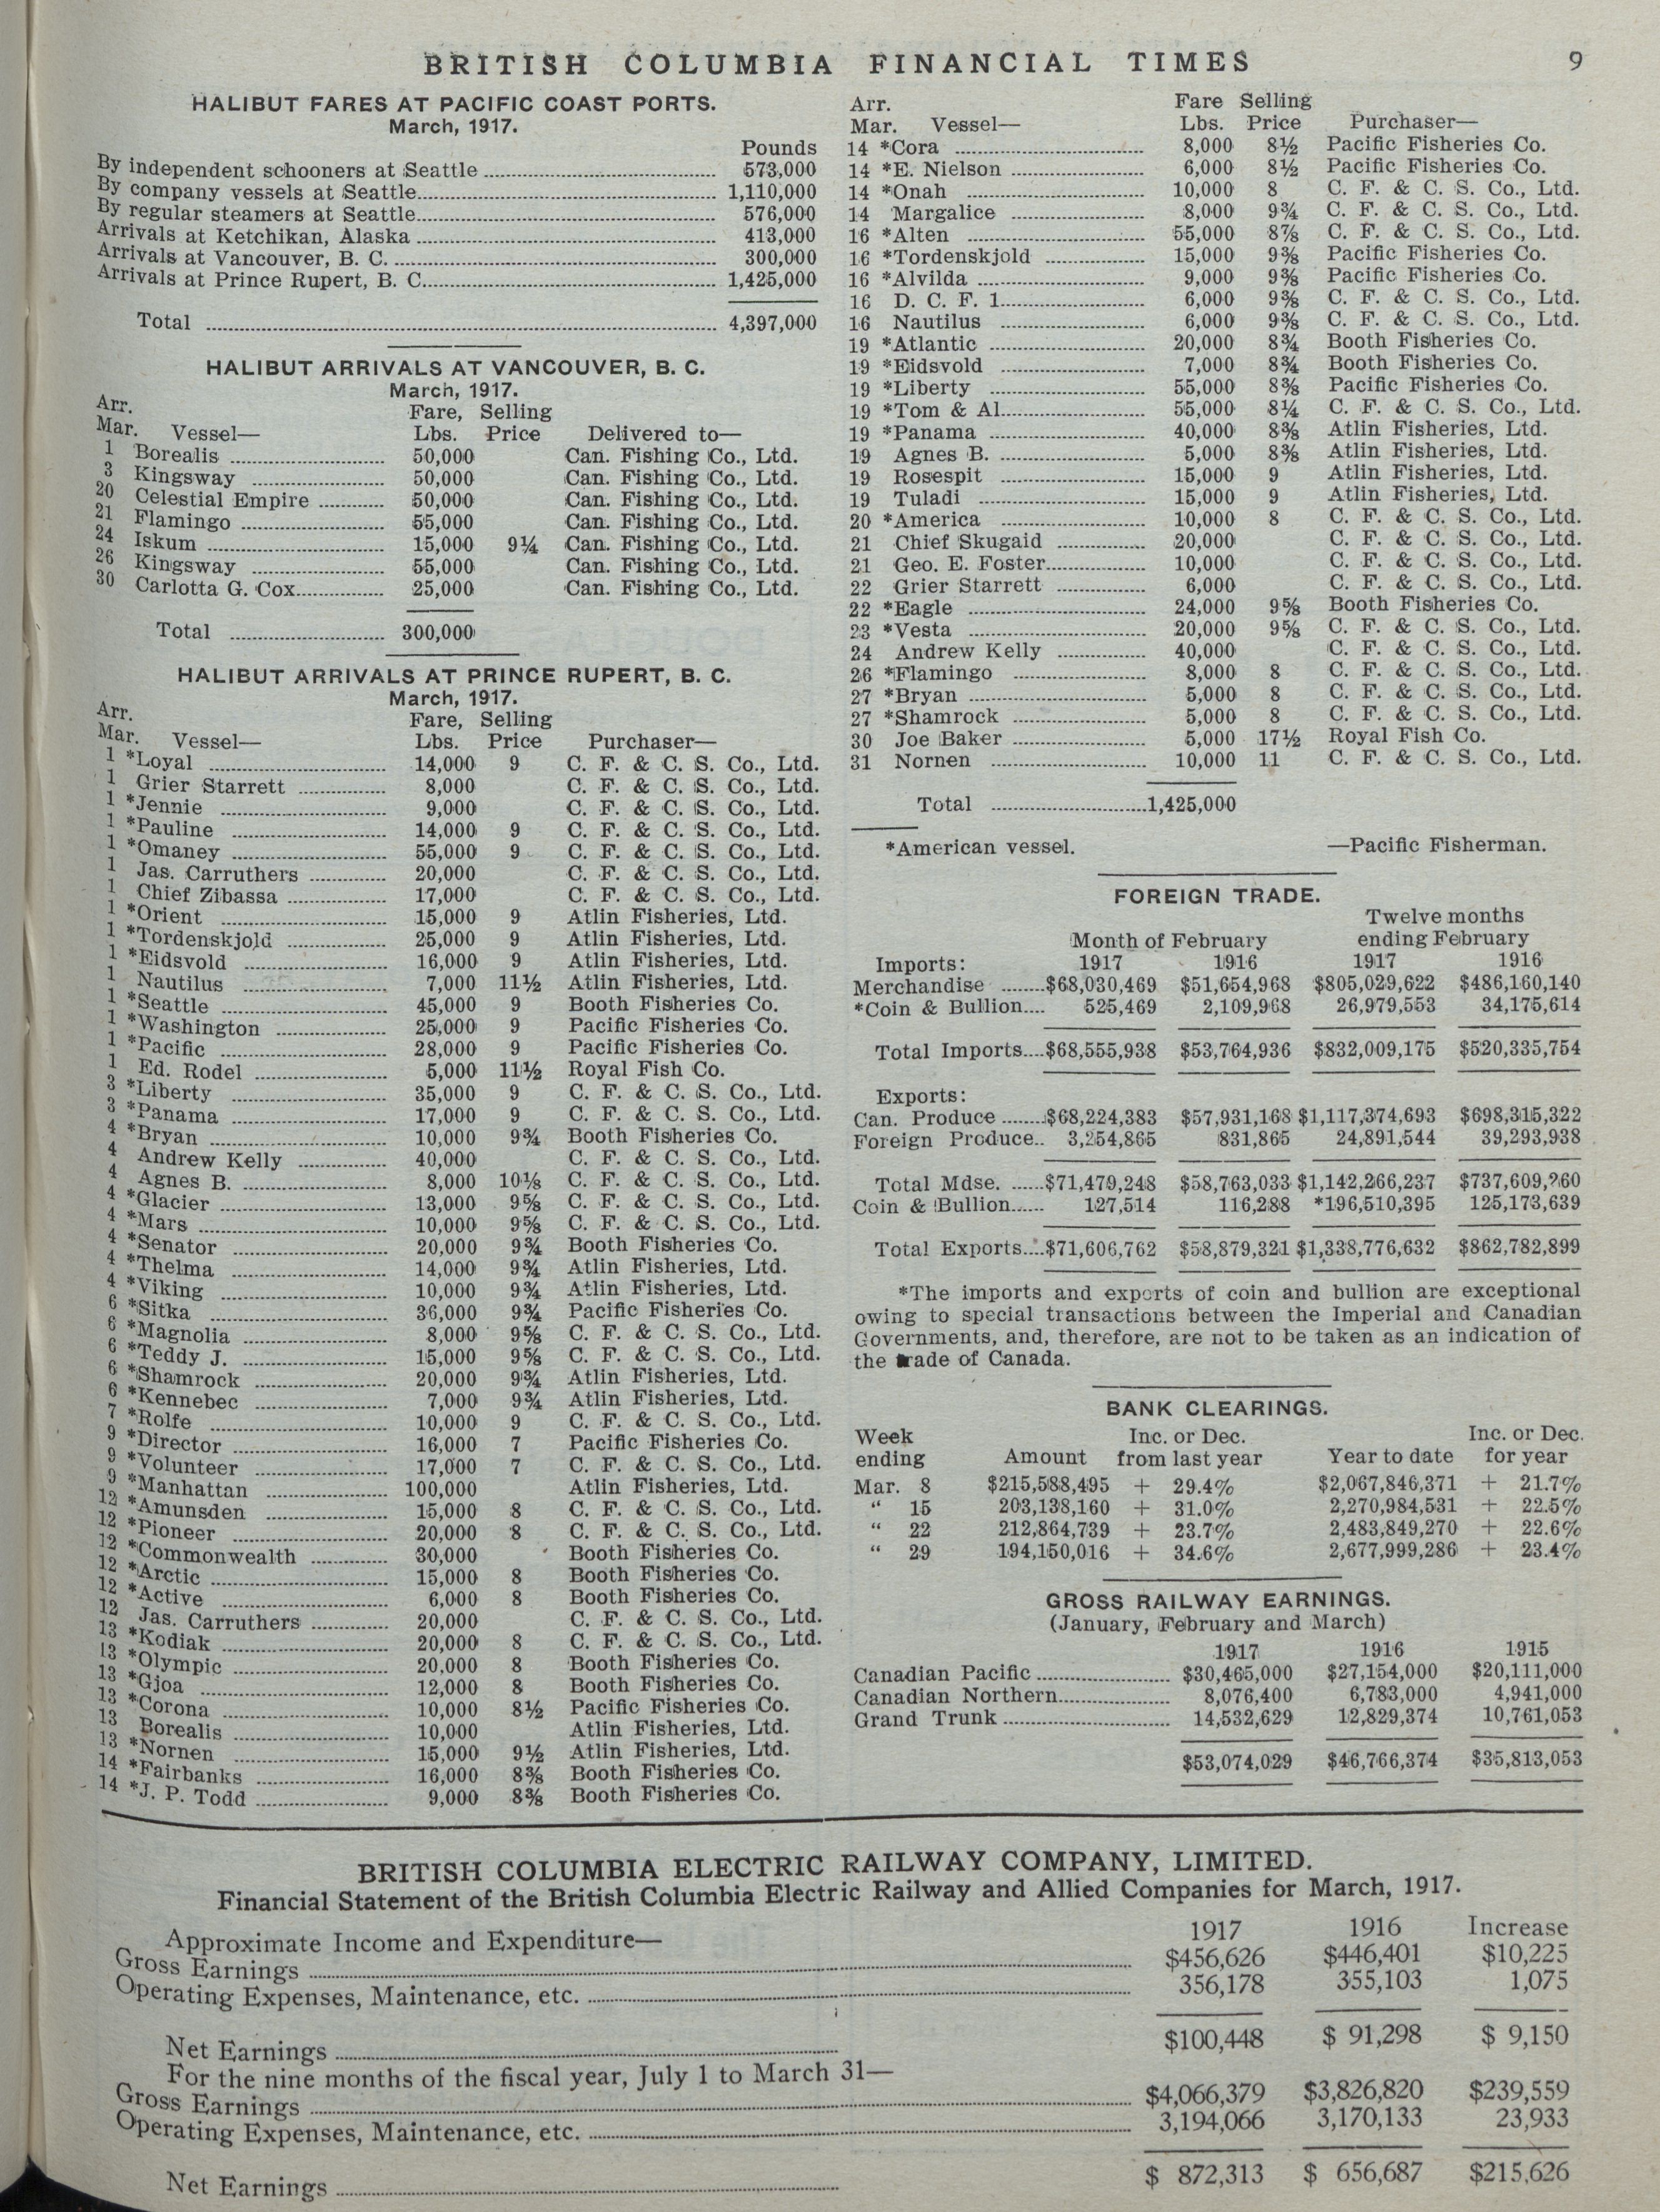 BRITISH COLUMBIA FINANCIAL TIMES 9
HALIBUT FARES AT PACIFIC COAST PORTS.
March, 1917.
Pounds
By independent schooners at Seattle 573,000
By company vessels at Seattle 1,110,000
By regular steamers at Seattle 576,000
Arrivals at Ketchikan, Alaska 413,000
Arrivals at Vancouver, B. C. 300,000
Arrivals at Prince Rupert, B. C. 1,425,000
Total 4,397,000
HALIBUT ARRIVALS AT VANCOUVER, B. C.
March, 1917.
Arr. Fare, Selling
Mar. Vessel— Lbs. Price Delivered to—
1 Borealis 50,000 Can. Fishing Co., Ltd.
3 Kingsway 50,000 Can. Fishing Co., Ltd.
20 Celestial Empire 50,000 Can. Fishing Co., Ltd.
21 Flamingo 55,000 Can. Fishing Co., Ltd.
24 Iskum 15,000 9¼ Can. Fishing Co., Ltd.
26 Kingsway 55,000 Can. Fishing Co., Ltd.
30 Carlotta G. Cox 25,000 Can. Fishing Co., Ltd.
Total 300,000
HALIBUT ARRIVALS AT PRINCE RUPERT, B. C.
March, 1917.
Arr. Fare, Selling
Mar. Vessel— Lbs. Price Purchaser—
1 *Loyal 14,000 9 C. F. & C. S. Co., Ltd.
1 Grier Starrett 8,000 C. F. & C. S. Co., Ltd.
1 *Jennie 9,000 C. F. & C. S. Co., Ltd.
1 *Pauline 14,000 9 C. F. & C. S. Co., Ltd.
1 *Omaney 55,000 9 C. F. & C. S. Co., Ltd.
1 Jas. Carruthers 20,000 C. F. & C. S. Co., Ltd.
1 Chief Zibassa 17,000 C. F. & C. S. Co., Ltd.
1 *Orient 15,000 9 Atlin Fisheries, Ltd.
1 *Tordenskjold 25,000 9 Atlin Fisheries, Ltd.
1 *Eidsvold 16,000 9 Atlin Fisheries, Ltd.
1 Nautilus 7,000 11½ Atlin Fisheries, Ltd.
1 *Seattle 45,000 9 Booth Fisheries Co.
1 *Washington 25,000 9 Pacific Fisheries Co.
1 *Pacific 28,000 9 Pacific Fisheries Co.
1 Ed. Rodel 5,000 11½ Royal Fish Co.
3 *Liberty 35,000 9 C. F. & C. S. Co., Ltd.
3 *Panama 17,000 9 C. F. & C. S. Co., Ltd.
4 *Bryan 10,000 9¾ Booth Fisheries Co.
4 Andrew Kelly 40,000 C. F. & C. S. Co., Ltd.
4 Agnes B. 8,000 10⅛ C. F. & C. S. Co., Ltd.
4 *Glacier 13,000 9⅝ C. F. & C. S. Co., Ltd.
4 *Mars 10,000 9⅝ C. F. & C. S. Co., Ltd.
4 *Senator 20,000 9¾ Booth Fisheries Co.
4 *Thelma 14,000 9¾ Atlin Fisheries, Ltd.
4 *Viking 10,000 9¾ Atlin Fisheries, Ltd.
6 *Sitka 36,000 9¾ Pacific Fisheries Co.
6 *Magnolia 8,000 9⅝ C. F. & C. S. Co., Ltd.
6 *Teddy J. 15,000 9⅝ C. F. & C. S. Co., Ltd.
6 *Shamrock 20,000 9¾ Atlin Fisheries, Ltd.
6 *Kennebec 7,000 9¾ Atlin Fisheries, Ltd.
7 *Rolfe 10,000 9 C. F. & C. S. Co., Ltd.
9 *Director 16,000 7 Pacific Fisheries Co.
9 *Volunteer 17,000 7 C. F. & C. S. Co., Ltd.
9 *Manhattan 100,000 Atlin Fisheries, Ltd.
12 *Amunsden 15,000 8 C. F. & C. S. Co., Ltd.
12 *Pioneer 20,000 8 C. F. & C. S. Co., Ltd.
12 *Commonwealth 30,000 Booth Fisheries Co.
12 *Arctic 15,000 8 Booth Fisheries Co.
12 *Active 6,000 8 Booth Fisheries Co.
12 Jas. Carruthers 20,000 C. F. & C. S. Co., Ltd.
13 *Kodiak 20,000 8 C. F. & C. S. Co., Ltd.
13 *Olympic 20,000 8 Booth Fisheries Co.
13 *Gjoa 12,000 8 Booth Fisheries Co.
13 *Corona 10,000 8½ Pacific Fisheries Co.
13 Borealis 10,000 Atlin Fisheries, Ltd.
13 *Nornen 15,000 9½ Atlin Fisheries, Ltd.
14 *Fairbanks 16,000 8⅜ Booth Fisheries Co.
14 *J. P. Todd 9,000 8⅜ Booth Fisheries Co.
Arr. Fare Selling
Mar. Vessel— Lbs. Price Purchaser—
14 *Cora 8,000 8½ Pacific Fisheries Co.
14 *E. Nielson 6,000 8½ Pacific Fisheries Co.
14 *Onah 10,000 8 C. F. & C. S. Co., Ltd.
14 Margalice 8,000 9¾ C. F. & C. S. Co., Ltd.
16 *Alten 55,000 8⅞ C. F. & C. S. Co., Ltd.
16 *Tordenskjold 15,000 9⅜ Pacific Fisheries Co.
16 *Alvilda 9,000 9⅜ Pacific Fisheries Co.
16 D. C. F. 1 6,000 9⅜ C. F. & C. S. Co., Ltd.
16 Nautilus 6,000 9⅜ C. F. & C. S. Co., Ltd.
19 *Atlantic 20,000 8¾ Booth Fisheries Co.
19 *Eidsvold 7,000 8¾ Booth Fisheries Co.
19 *Liberty 55,000 8⅜ Pacific Fisheries Co.
19 *Tom & Al 55,000 8¼ C. F. & C. S. Co., Ltd.
19 *Panama 40,000 8⅜ Atlin Fisheries, Ltd.
19 Agnes B. 5,000 8⅜ Atlin Fisheries, Ltd.
19 Rosespit 15,000 9 Atlin Fisheries, Ltd.
19 Tuladi 15,000 9 Atlin Fisheries, Ltd.
20 *America 10,000 8 C. F. & C. S. Co., Ltd.
21 Chief Skugaid 20,000 C. F. & C. S. Co., Ltd.
21 Geo. E. Foster 10,000 C. F. & C. S. Co., Ltd.
22 Grier Starrett 6,000 C. F. & C. S. Co., Ltd.
22 *Eagle 24,000 9⅝ Booth Fisheries Co.
23 *Vesta 20,000 9⅝ C. F. & C. S. Co., Ltd.
24 Andrew Kelly 40,000 C. F. & C. S. Co., Ltd.
26 *Flamingo 8,000 8 C. F. & C. S. Co., Ltd.
27 *Bryan 5,000 8 C. F. & C. S. Co., Ltd.
27 *Shamrock 5,000 8 C. F. & C. S. Co., Ltd.
30 Joe Baker 5,000 17½ Royal Fish Co.
31 Nornen 10,000 11 C. F. & C. S. Co., Ltd.
Total 1,425,000
*American vessel. —Pacific Fisherman.
FOREIGN TRADE.
Twelve months
Month of February ending February
Imports: 1917 1916 1917 1916
Merchandise $68,030,469 $51,654,968 $805,029,622 $486,160,140
*Coin & Bullion 525,469 2,109,968 26,979,553 34,175,614
Total Imports $68,555,938 $53,764,936 $832,009,175 $520,335,754
Exports:
Can. Produce $68,224,383 $57,931,168 $1,117,374,693 $698,315,322
Foreign Produce 3,254,865 831,865 24,891,544 39,293,938
Total Mdse. $71,479,248 $58,763,033 $1,142,266,237 $737,609,260
Coin & Bullion 127,514 116,288 *196,510,395 125,173,639
Total Exports $71,606,762 $58,879,321 $1,338,776,632 $862,782,899
*The imports and exports of coin and bullion are exceptional
owing to special transactions between the Imperial and Canadian
Governments, and, therefore, are not to be taken as an indication of
the trade of Canada.
BANK CLEARINGS.
Week Inc. or Dec. Inc. or Dec.
ending Amount from last year Year to date for year
Mar. 8 $215,588,495 + 29.4% $2,067,846,371 + 21.7%
" 15 203,138,160 + 31.0% 2,270,984,531 + 22.5%
" 22 212,864,739 + 23.7% 2,483,849,270 + 22.6%
" 29 194,150,016 + 34.6% 2,677,999,286 + 23.4%
GROSS RAILWAY EARNINGS.
(January, February and March)
1917 1916 1915
Canadian Pacific $30,465,000 $27,154,000 $20,111,000
Canadian Northern 8,076,400 6,783,000 4,941,000
Grand Trunk 14,532,629 12,829,374 10,761,053
$53,074,029 $46,766,374 $35,813,053
BRITISH COLUMBIA ELECTRIC RAILWAY COMPANY, LIMITED.
Financial Statement of the British Columbia Electric Railway and Allied Companies for March, 1917.
1917 1916 Increase
Approximate Income and Expenditure—
Gross Earnings $456,626 $446,401 $10,225
Operating Expenses, Maintenance, etc. 356,178 355,103 1,075
Net Earnings $100,448 $ 91,298 $ 9,150
For the nine months of the fiscal year, July 1 to March 31—
Gross Earnings $4,066,379 $3,826,820 $239,559
Operating Expenses, Maintenance, etc. 3,194,066 3,170,133 23,933
Net Earnings $ 872,313 $ 656,687 $215,626